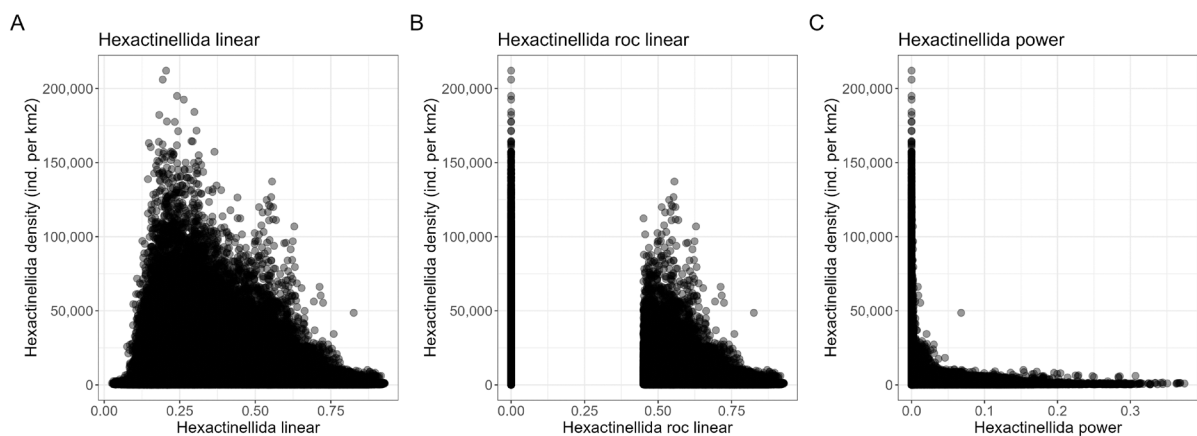 A
Hexactinellida linear
Hexactinellida density (ind. per km2)
200,000
150,000
100,000
50,000
0
0.00
0.25
0.50
0.75
Hexactinellida linear
B
Hexactinellida roc linear
Hexactinellida density (ind. per km2)
200,000
150,000
100,000
50,000
0
0.00
0.25
0.50
0.75
Hexactinellida roc linear
C
Hexactinellida power
Hexactinellida density (ind. per km2)
200,000
150,000
100,000
50,000
0
0.0
0.1
0.2
0.3
Hexactinellida power